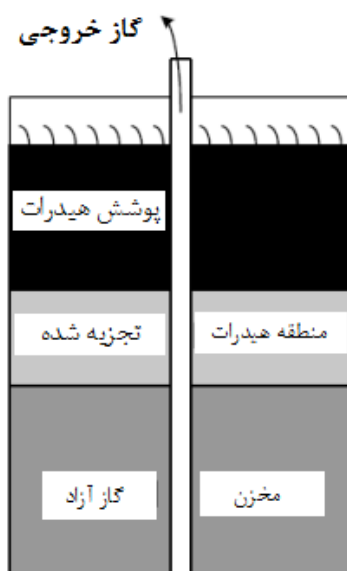 گاز خروجی
پوشش هیدرات
منطقه هیدرات
تجزیه شده
مخزن
گاز آزاد